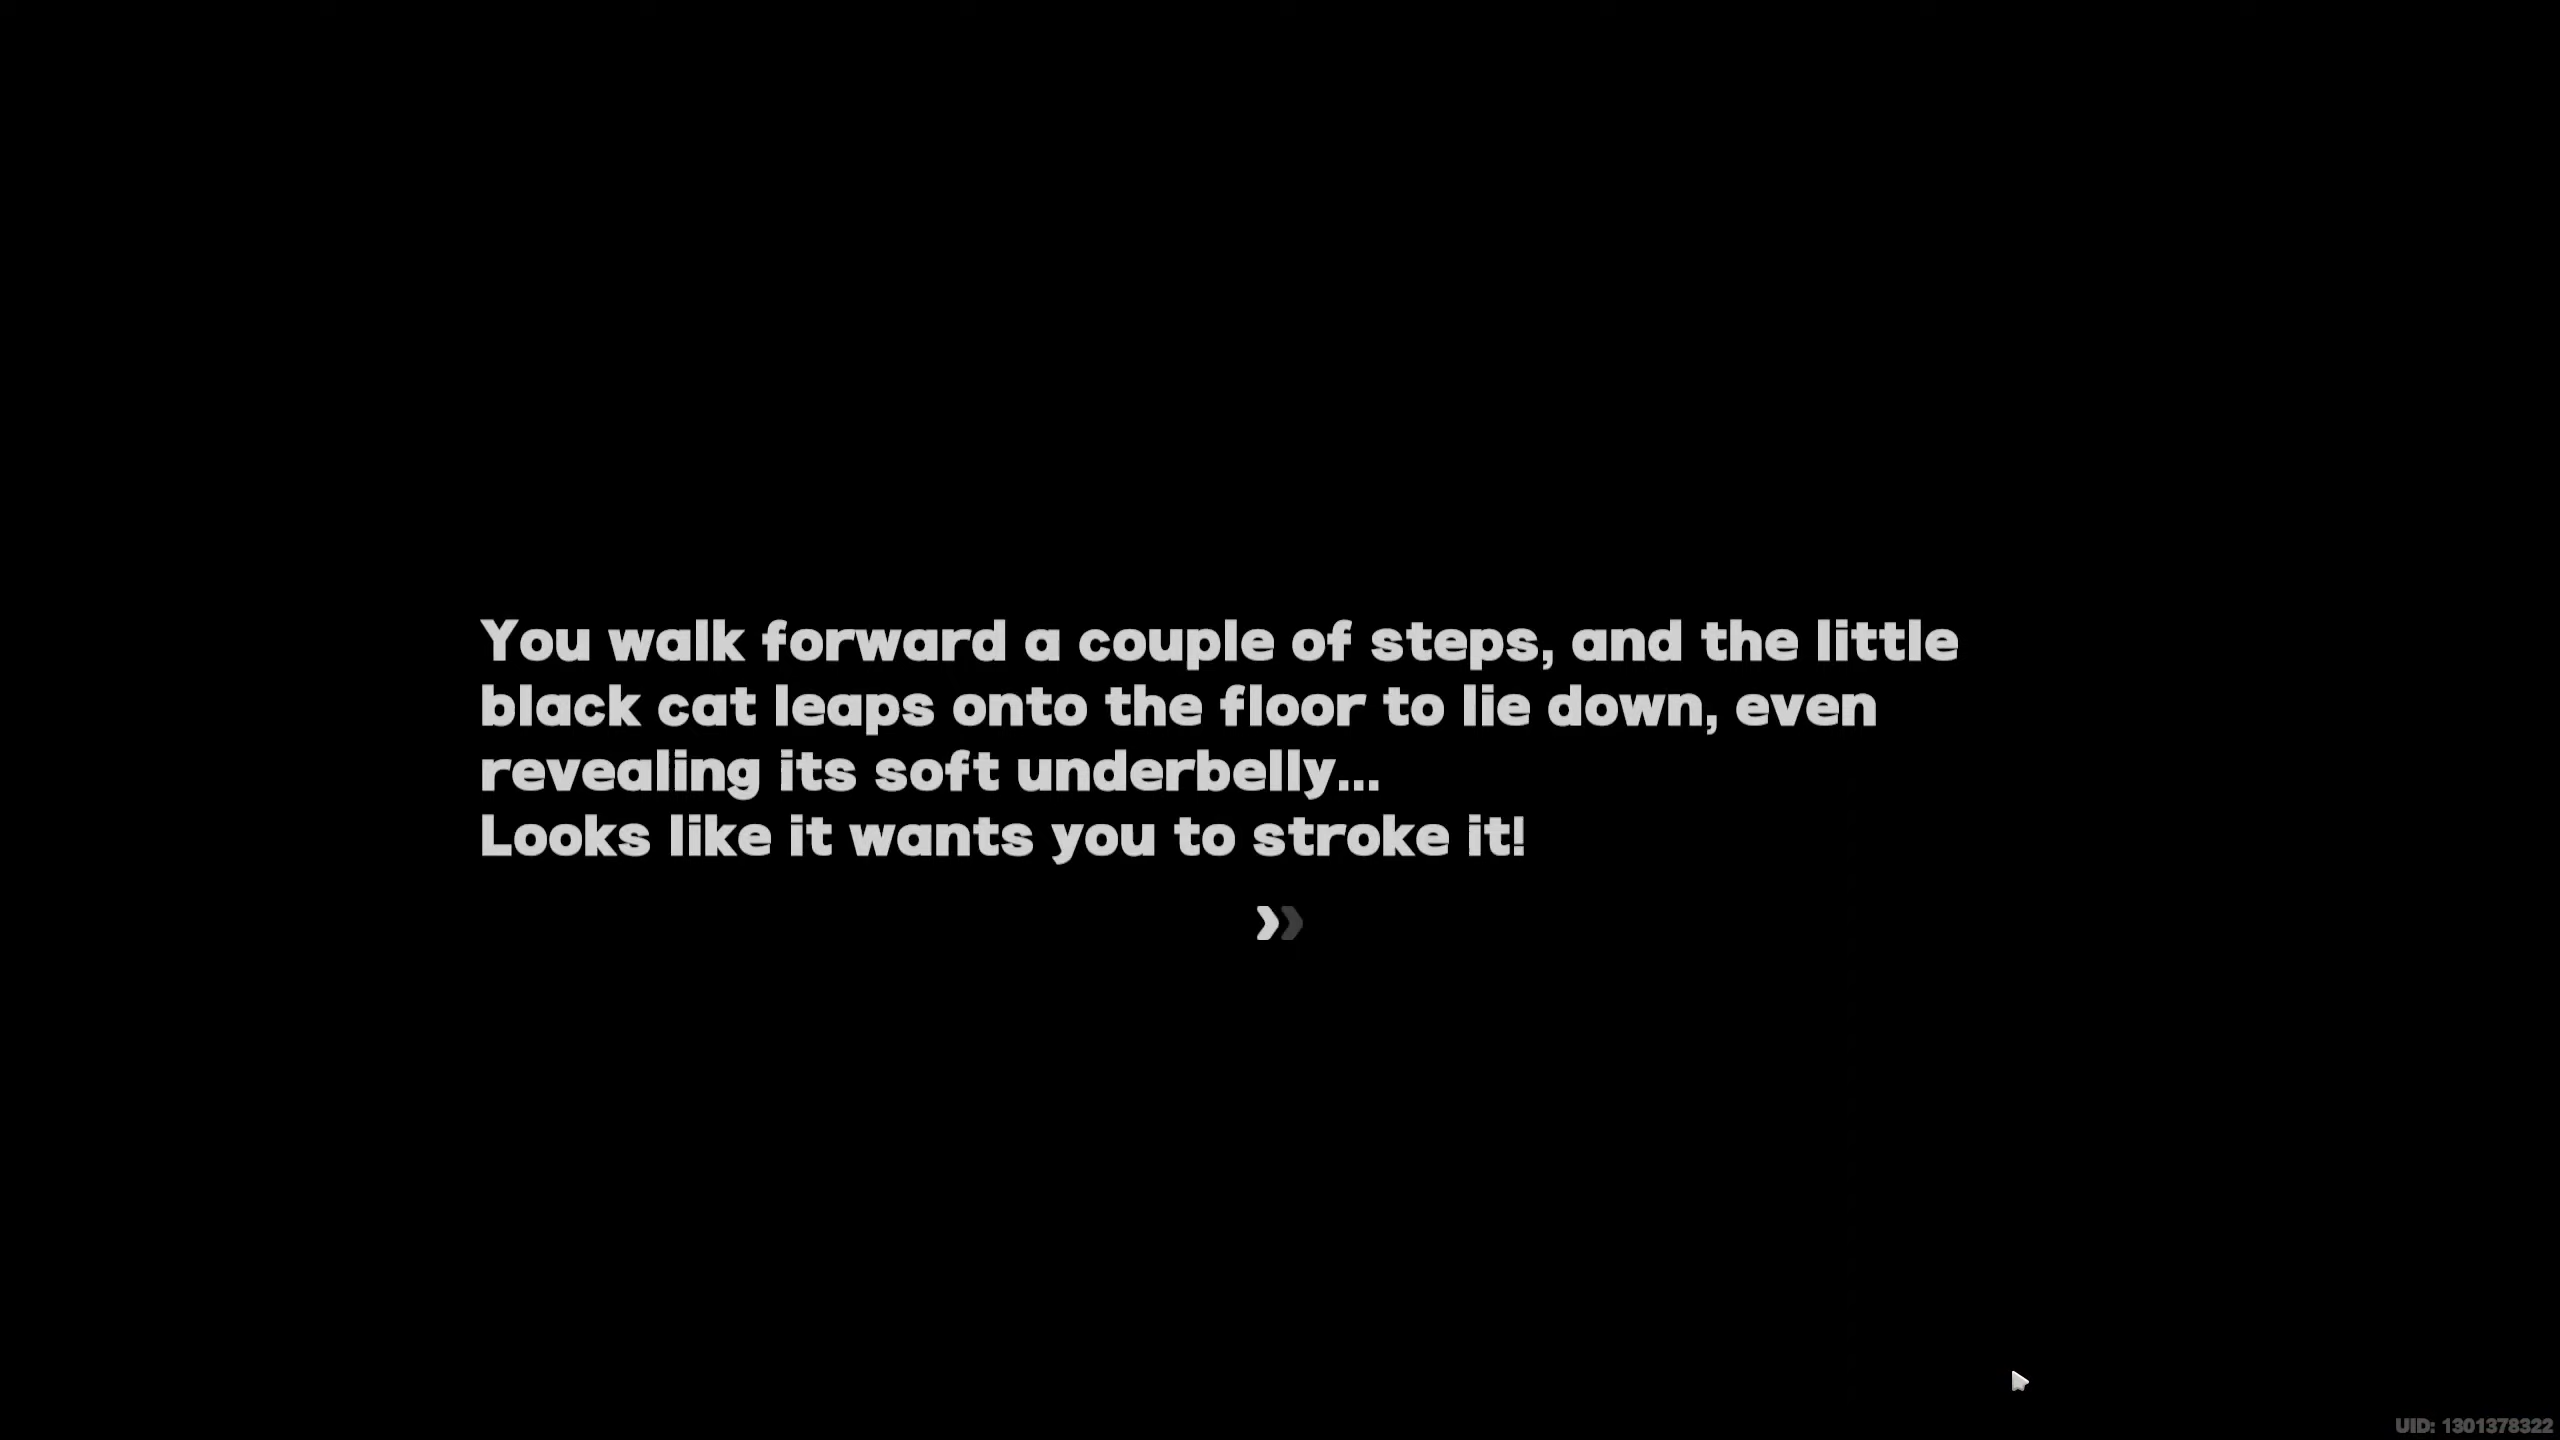 You walk forward a couple of steps, and the little
black cat leaps onto the floor to lie down, even
revealing its soft underbelly...
Looks like it wants you to stroke it!
UID: 1301378322